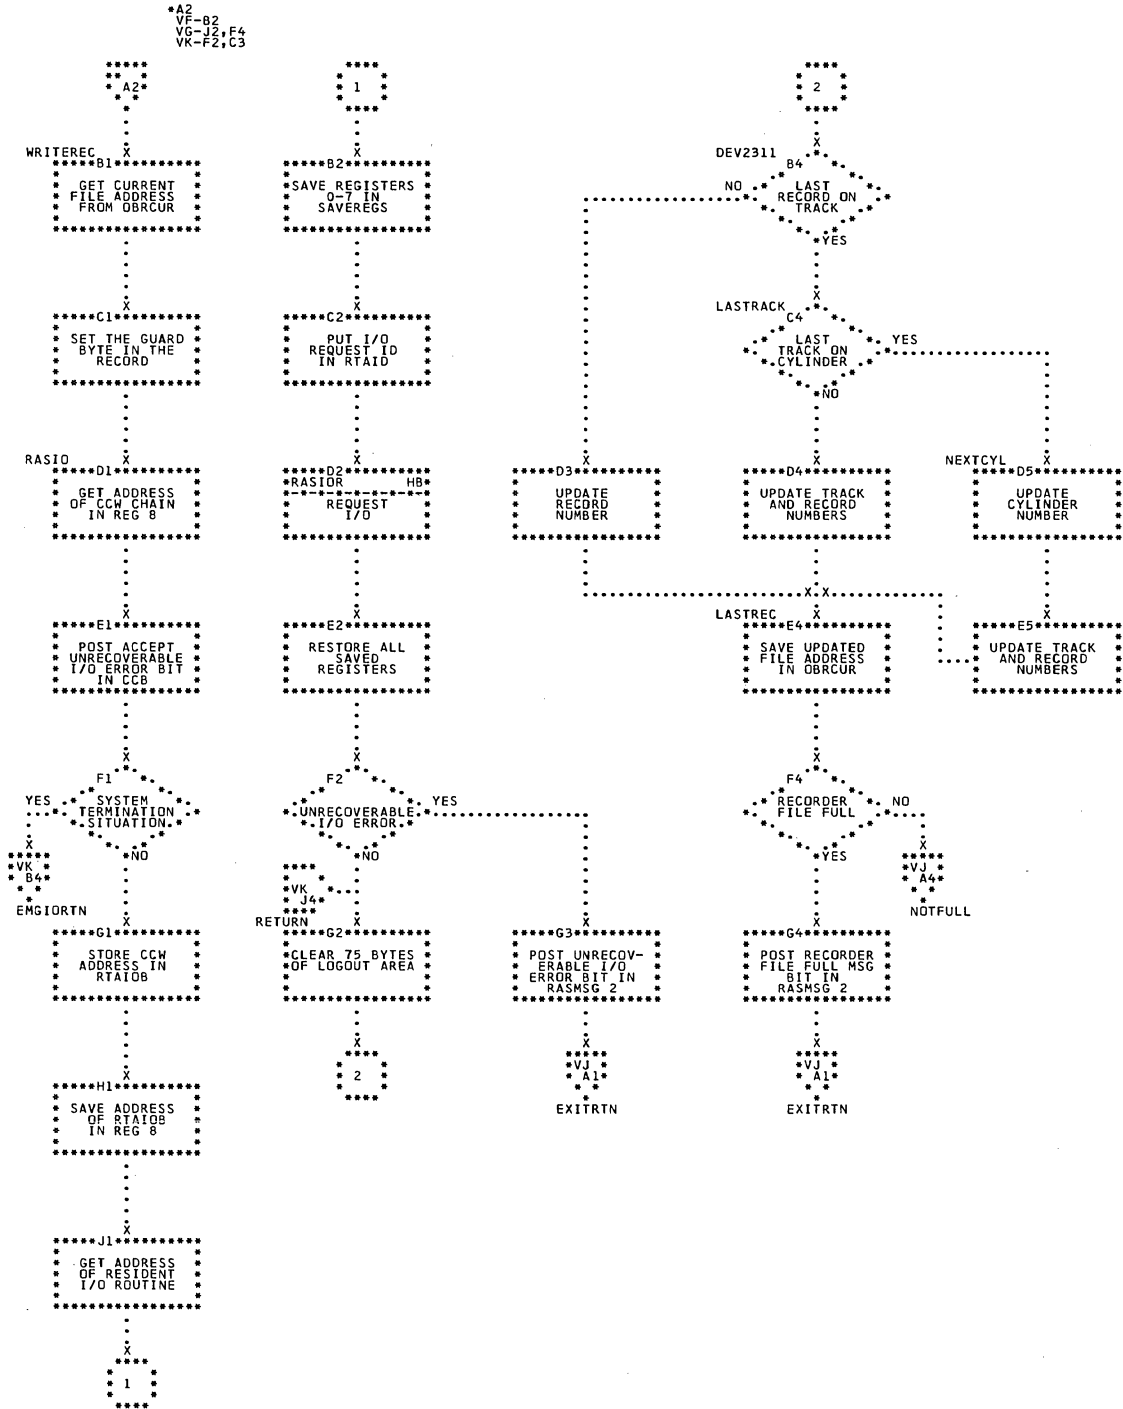 *A2
VF-B2
VG-J2,F4
VK-F2,C3
A2
WRITEREC
B1
GET CURRENT
FILE ADDRESS
FROM OBRCUR
C1
SET THE GUARD
BYTE IN THE
RECORD
RASIO
D1
GET ADDRESS
OF CCW CHAIN
IN REG 8
E1
POST ACCEPT
UNRECOVERABLE
I/O ERROR BIT
IN CCB
F1
SYSTEM
TERMINATION
SITUATION
YES
NO
VK
B4
EMGIORTN
G1
STORE CCW
ADDRESS IN
RTAIOB
H1
SAVE ADDRESS
OF RTAIOB
IN REG 8
J1
GET ADDRESS
OF RESIDENT
I/O ROUTINE
1
1
B2
SAVE REGISTERS
0-7 IN
SAVEREGS
C2
PUT I/O
REQUEST ID
IN RTAID
D2
RASIOR HB
REQUEST
I/O
E2
RESTORE ALL
SAVED
REGISTERS
F2
UNRECOVERABLE
I/O ERROR
YES
NO
VK
J4
RETURN
G2
CLEAR 75 BYTES
OF LOGOUT AREA
2
G3
POST UNRECOV-
ERABLE I/O
ERROR BIT IN
RASMSG 2
VJ
A1
EXITRTN
2
DEV2311
B4
LAST
RECORD ON
TRACK
NO
YES
LASTRACK
C4
LAST
TRACK ON
CYLINDER
YES
NO
D3
UPDATE
RECORD
NUMBER
D4
UPDATE TRACK
AND RECORD
NUMBERS
NEXTCYL
D5
UPDATE
CYLINDER
NUMBER
LASTREC
E4
SAVE UPDATED
FILE ADDRESS
IN OBRCUR
E5
UPDATE TRACK
AND RECORD
NUMBERS
F4
RECORDER
FILE FULL
NO
YES
VJ
A4
NOTFULL
G4
POST RECORDER
FILE FULL MSG
BIT IN
RASMSG 2
VJ
A1
EXITRTN